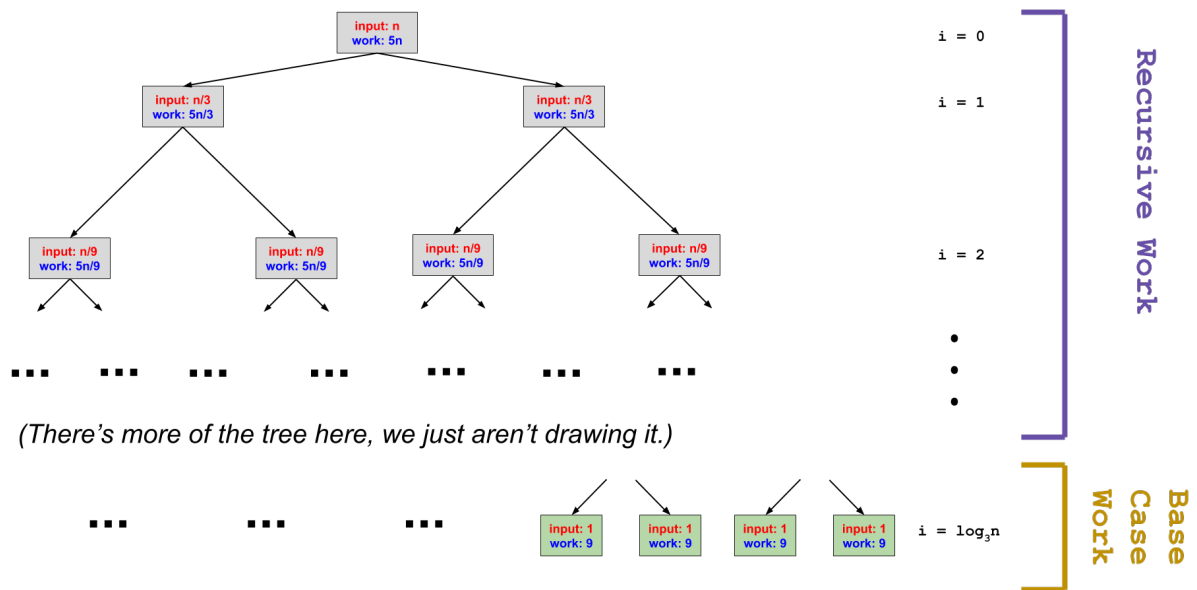 input: n
work: 5n
i = 0
input: n/3
work: 5n/3
input: n/3
work: 5n/3
i = 1
input: n/9
work: 5n/9
input: n/9
work: 5n/9
input: n/9
work: 5n/9
input: n/9
work: 5n/9
i = 2
Recursive Work
(There's more of the tree here, we just aren't drawing it.)
input: 1
work: 9
input: 1
work: 9
input: 1
work: 9
input: 1
work: 9
i = log₃n
Base
Case
Work